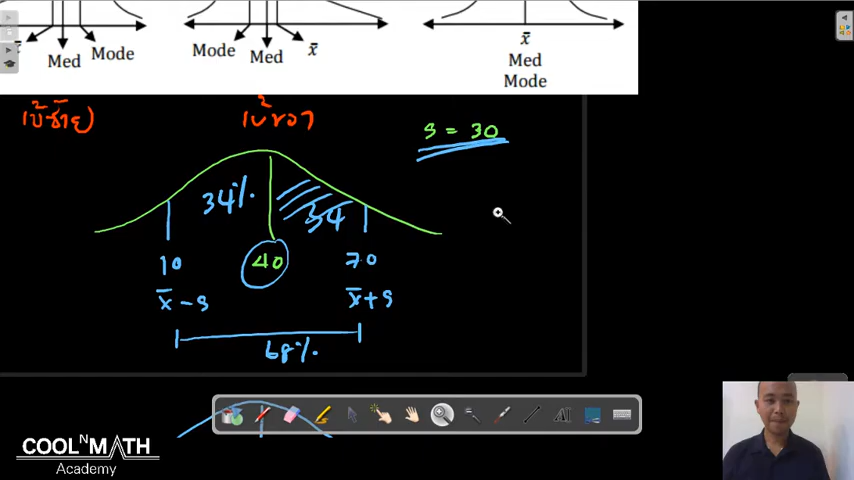 x̄ Med Mode
Mode Med x̄
x̄
Med
Mode
เบ้ซ้าย)
เบ้ขวา
s = 30
34%.
34
10 40 70
x̄-s x̄+s
68%.
COOL N MATH
Academy